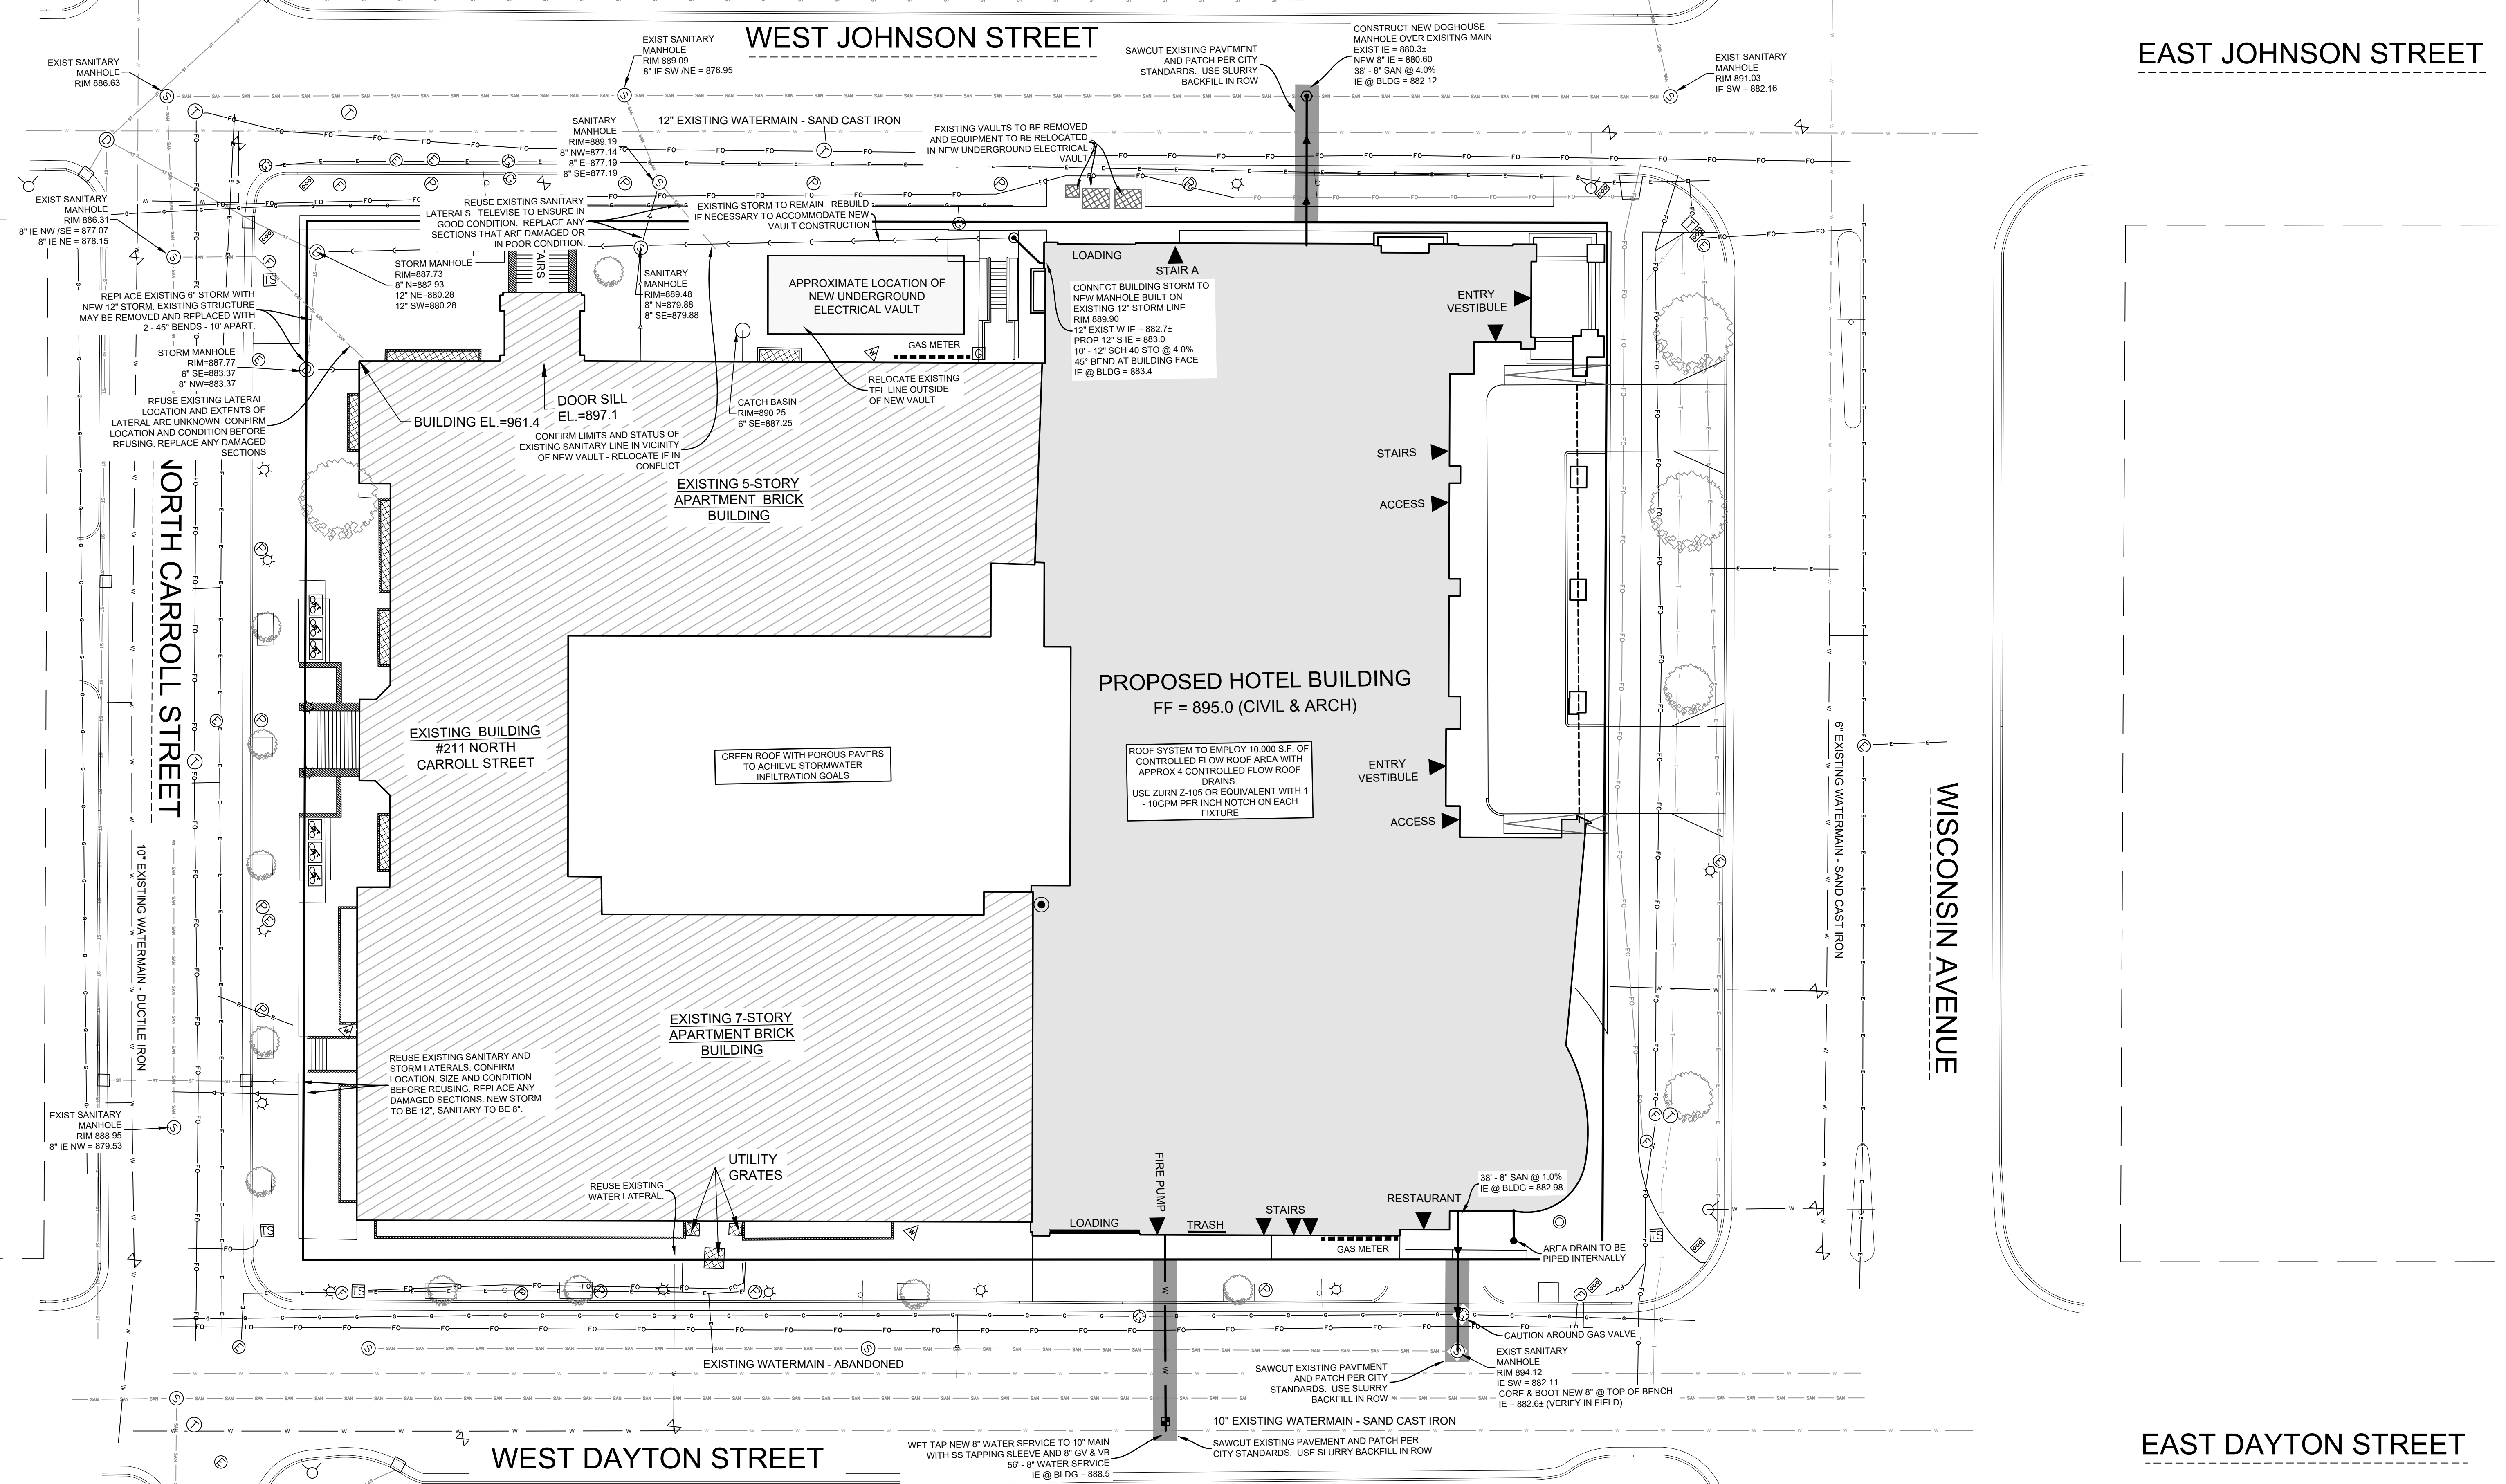 WEST JOHNSON STREET
EAST JOHNSON STREET
EXIST SANITARY
MANHOLE
RIM 886.63
EXIST SANITARY
MANHOLE
RIM 889.09
8" IE SW /NE = 876.95
SAWCUT EXISTING PAVEMENT
AND PATCH PER CITY
STANDARDS.  USE SLURRY
BACKFILL IN ROW
CONSTRUCT NEW DOGHOUSE
MANHOLE OVER EXISITNG MAIN
EXIST IE = 880.3±
NEW 8" IE = 880.60
38' - 8" SAN @ 4.0%
IE @ BLDG = 882.12
EXIST SANITARY
MANHOLE
RIM 891.03
IE SW = 882.16
SANITARY
MANHOLE
RIM=889.19
8" NW=877.14
8" E=877.19
8" SE=877.19
12" EXISTING WATERMAIN - SAND CAST IRON
EXISTING VAULTS TO BE REMOVED
AND EQUIPMENT TO BE RELOCATED
IN NEW UNDERGROUND ELECTRICAL
VAULT
EXIST SANITARY
MANHOLE
RIM 886.31
8" IE NW /SE = 877.07
8" IE NE = 878.15
REUSE EXISTING SANITARY
LATERALS.  TELEVISE TO ENSURE IN
GOOD CONDITION.  REPLACE ANY
SECTIONS THAT ARE DAMAGED OR
IN POOR CONDITION.
EXISTING STORM TO REMAIN.  REBUILD
IF NECESSARY TO ACCOMMODATE NEW
VAULT CONSTRUCTION
STORM MANHOLE
RIM=887.73
8" N=882.93
12" NE=880.28
12" SW=880.28
AIRS
SANITARY
MANHOLE
RIM=889.48
8" N=879.88
8" SE=879.88
APPROXIMATE LOCATION OF
NEW UNDERGROUND
ELECTRICAL VAULT
LOADING
STAIR A
CONNECT BUILDING STORM TO
NEW MANHOLE BUILT ON
EXISTING 12" STORM LINE
RIM 889.90
12" EXIST W IE = 882.7±
PROP 12" S IE = 883.0
10' - 12" SCH 40 STO @ 4.0%
45° BEND AT BUILDING FACE
IE @ BLDG = 883.4
ENTRY
VESTIBULE
REPLACE EXISTING 6" STORM WITH
NEW 12" STORM. EXISTING STRUCTURE
MAY BE REMOVED AND REPLACED WITH
2 - 45° BENDS - 10' APART.
STORM MANHOLE
RIM=887.77
6" SE=883.37
8" NW=883.37
GAS METER
RELOCATE EXISTING
TEL LINE OUTSIDE
OF NEW VAULT
REUSE EXISTING LATERAL.
LOCATION AND EXTENTS OF
LATERAL ARE UNKNOWN. CONFIRM
LOCATION AND CONDITION BEFORE
REUSING. REPLACE ANY DAMAGED
SECTIONS
BUILDING EL.=961.4
DOOR SILL
EL.=897.1
CATCH BASIN
RIM=890.25
6" SE=887.25
CONFIRM LIMITS AND STATUS OF
EXISTING SANITARY LINE IN VICINITY
OF NEW VAULT - RELOCATE IF IN
CONFLICT
STAIRS
ACCESS
EXISTING 5-STORY
APARTMENT  BRICK
BUILDING
NORTH CARROLL STREET
PROPOSED HOTEL BUILDING
FF = 895.0 (CIVIL & ARCH)
EXISTING  BUILDING
#211 NORTH
CARROLL STREET
GREEN ROOF WITH POROUS PAVERS
TO ACHIEVE STORMWATER
INFILTRATION GOALS
ROOF SYSTEM TO EMPLOY 10,000 S.F. OF
CONTROLLED FLOW ROOF AREA WITH
APPROX 4 CONTROLLED FLOW ROOF
DRAINS.
USE ZURN Z-105 OR EQUIVALENT WITH 1
- 10GPM PER INCH NOTCH ON EACH
FIXTURE
ENTRY
VESTIBULE
ACCESS
6" EXISTING WATERMAIN - SAND CAST IRON
WISCONSIN AVENUE
10" EXISTING WATERMAIN - DUCTILE IRON
EXISTING 7-STORY
APARTMENT BRICK
BUILDING
REUSE EXISTING SANITARY AND
STORM LATERALS. CONFIRM
LOCATION, SIZE AND CONDITION
BEFORE REUSING. REPLACE ANY
DAMAGED SECTIONS. NEW STORM
TO BE 12", SANITARY TO BE 8".
EXIST SANITARY
MANHOLE
RIM 888.95
8" IE NW = 879.53
UTILITY
GRATES
REUSE EXISTING
WATER LATERAL.
FIRE PUMP
LOADING
TRASH
STAIRS
RESTAURANT
GAS METER
38' - 8" SAN @ 1.0%
IE @ BLDG = 882.98
AREA DRAIN TO BE
PIPED INTERNALLY
CAUTION AROUND GAS VALVE
EXISTING WATERMAIN - ABANDONED
SAWCUT EXISTING PAVEMENT
AND PATCH PER CITY
STANDARDS.  USE SLURRY
BACKFILL IN ROW
EXIST SANITARY
MANHOLE
RIM 894.12
IE SW = 882.11
CORE & BOOT NEW 8" @ TOP OF BENCH
IE = 882.6± (VERIFY IN FIELD)
10" EXISTING WATERMAIN - SAND CAST IRON
WET TAP NEW 8" WATER SERVICE TO 10" MAIN
WITH SS TAPPING SLEEVE AND 8" GV & VB
56' - 8" WATER SERVICE
IE @ BLDG = 888.5
SAWCUT EXISTING PAVEMENT AND PATCH PER
CITY STANDARDS.  USE SLURRY BACKFILL IN ROW
WEST DAYTON STREET
EAST DAYTON STREET